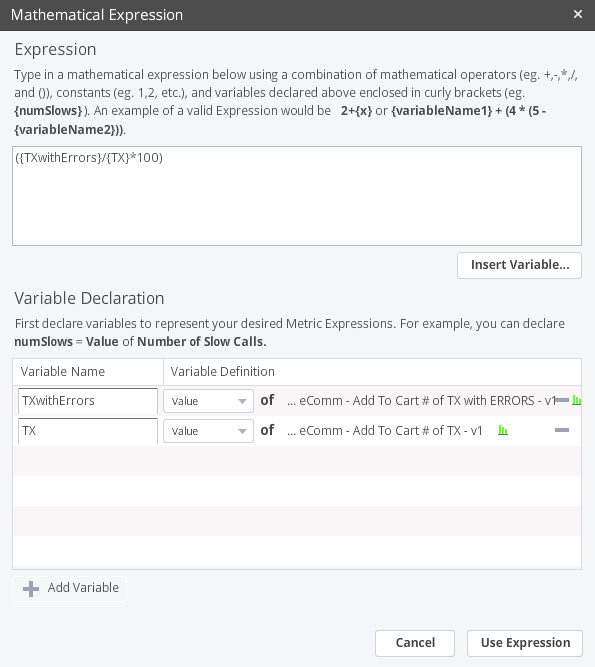 Mathematical Expression ×
Expression
Type in a mathematical expression below using a combination of mathematical operators (eg. +,-,*,/,
and ()), constants (eg. 1,2, etc.), and variables declared above enclosed in curly brackets (eg.
{numSlows}). An example of a valid Expression would be 2+{x} or {variableName1} + (4 * (5 -
{variableName2})).
({TXwithErrors}/{TX}*100)
Insert Variable...
Variable Declaration
First declare variables to represent your desired Metric Expressions. For example, you can declare
numSlows = Value of Number of Slow Calls.
Variable Name Variable Definition
TXwithErrors Value of ... eComm - Add To Cart # of TX with ERRORS - v1
TX Value of ... eComm - Add To Cart # of TX - v1
Add Variable
Cancel Use Expression